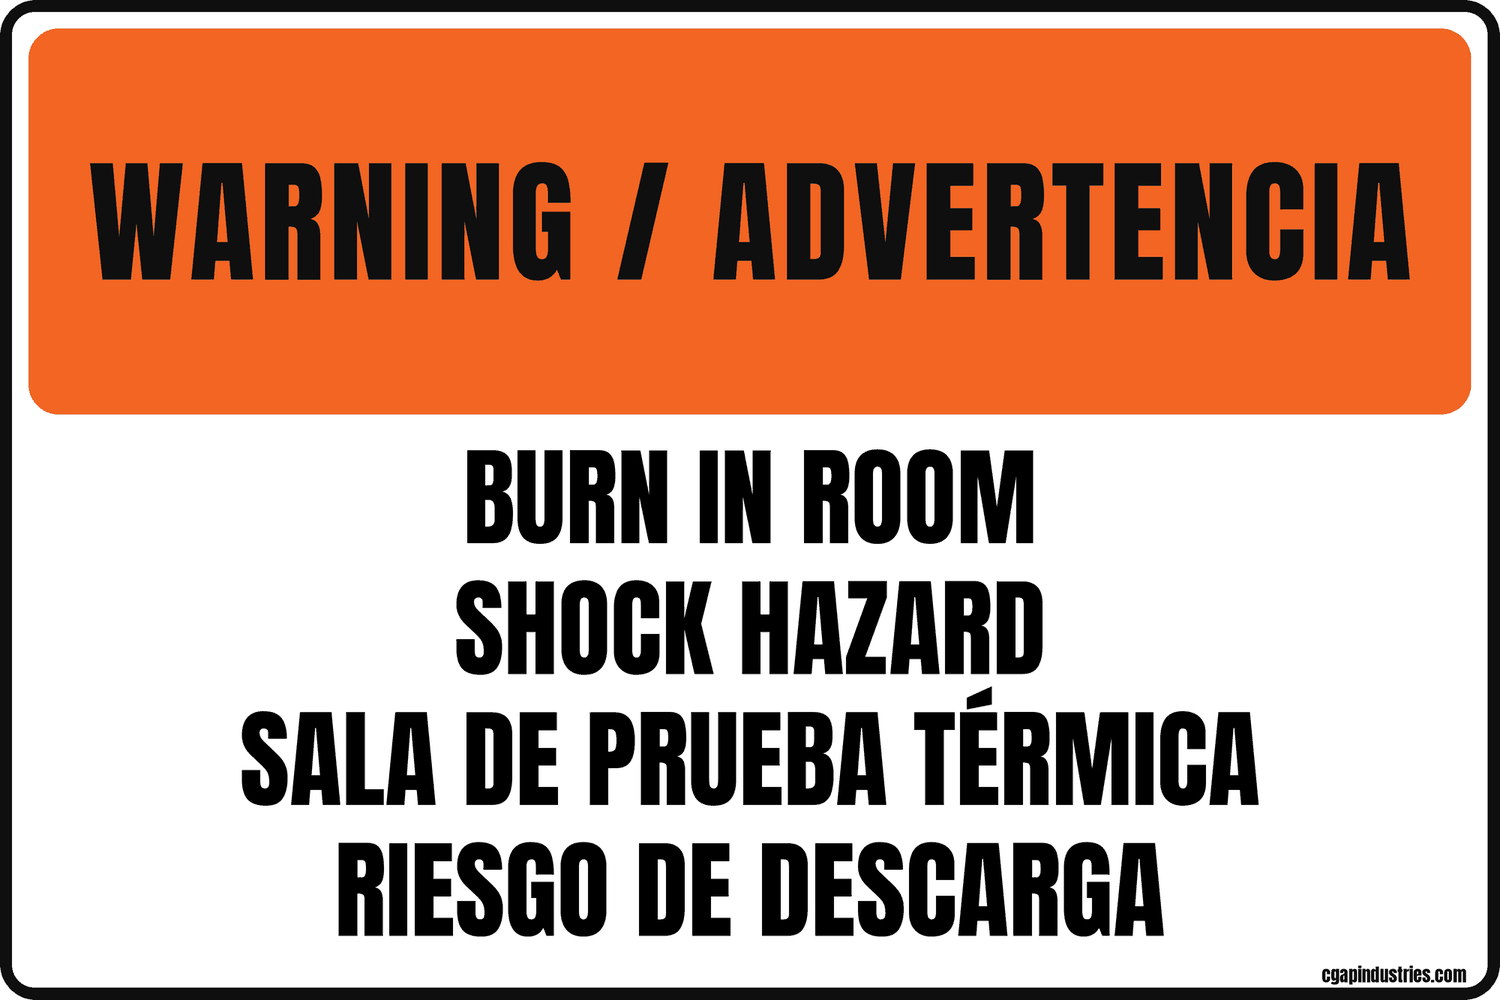 WARNING / ADVERTENCIA
BURN IN ROOM
SHOCK HAZARD
SALA DE PRUEBA TÉRMICA
RIESGO DE DESCARGA
cgapindustries.com